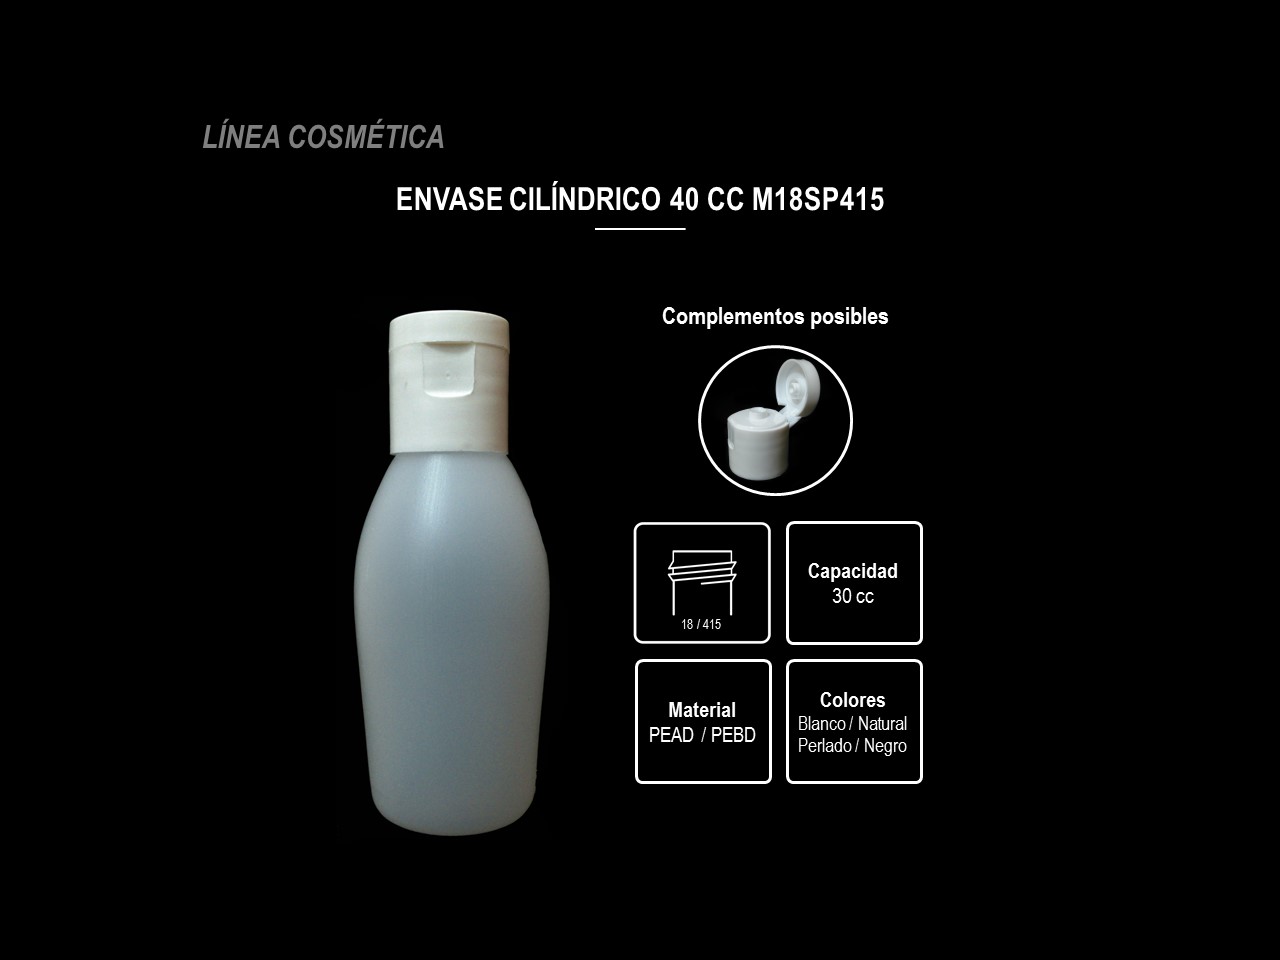 LÍNEA COSMÉTICA
ENVASE CILÍNDRICO 40 CC M18SP415
Complementos posibles
18 / 415
Capacidad
30 cc
Material
PEAD / PEBD
Colores
Blanco / Natural
Perlado / Negro